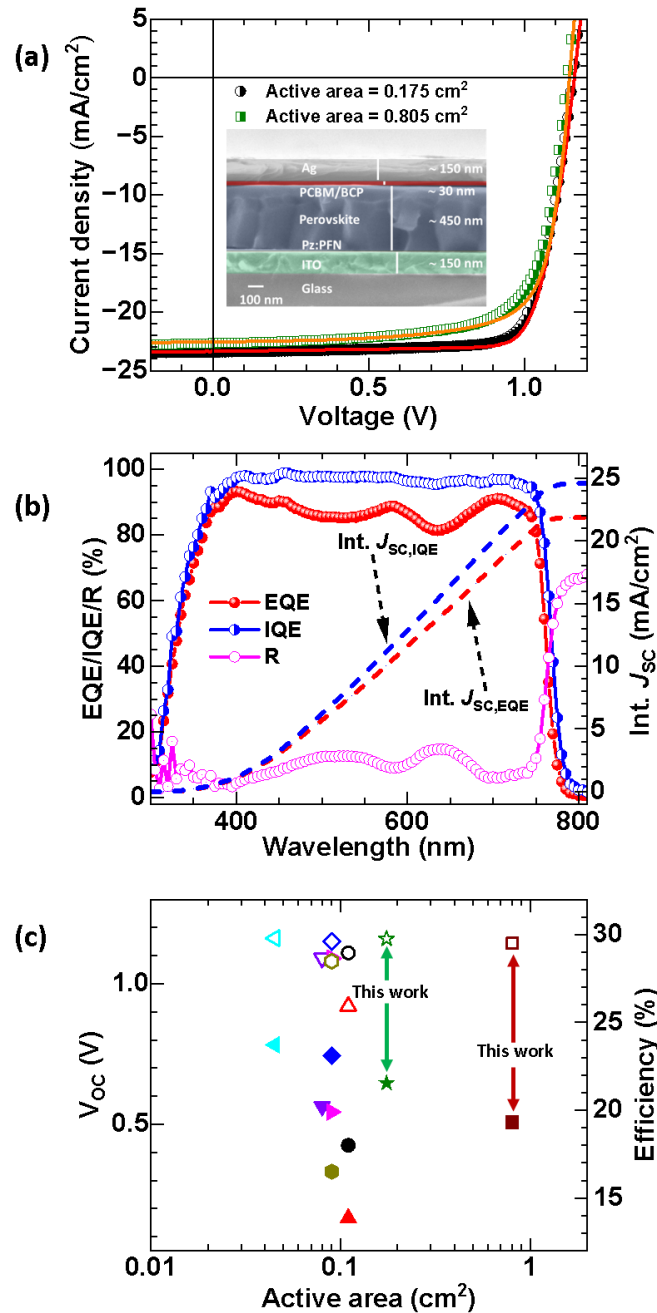 (a)
Current density (mA/cm²)
5
0
−5
−10
−15
−20
−25
Active area = 0.175 cm²
Active area = 0.805 cm²
Ag
~ 150 nm
PCBM/BCP
~ 30 nm
Perovskite
~ 450 nm
Pz:PFN
ITO
~ 150 nm
100 nm
Glass
0.0 0.5 1.0
Voltage (V)
(b)
EQE/IQE/R (%)
100
80
60
40
20
0
Int. JSC,IQE
EQE
IQE
R
Int. JSC,EQE
25
20
15
10
5
0
Int. JSC (mA/cm²)
400 600 800
Wavelength (nm)
(c)
VOC (V)
1.0
0.5
This work
This work
30
25
20
15
Efficiency (%)
0.01 0.1 1
Active area (cm²)